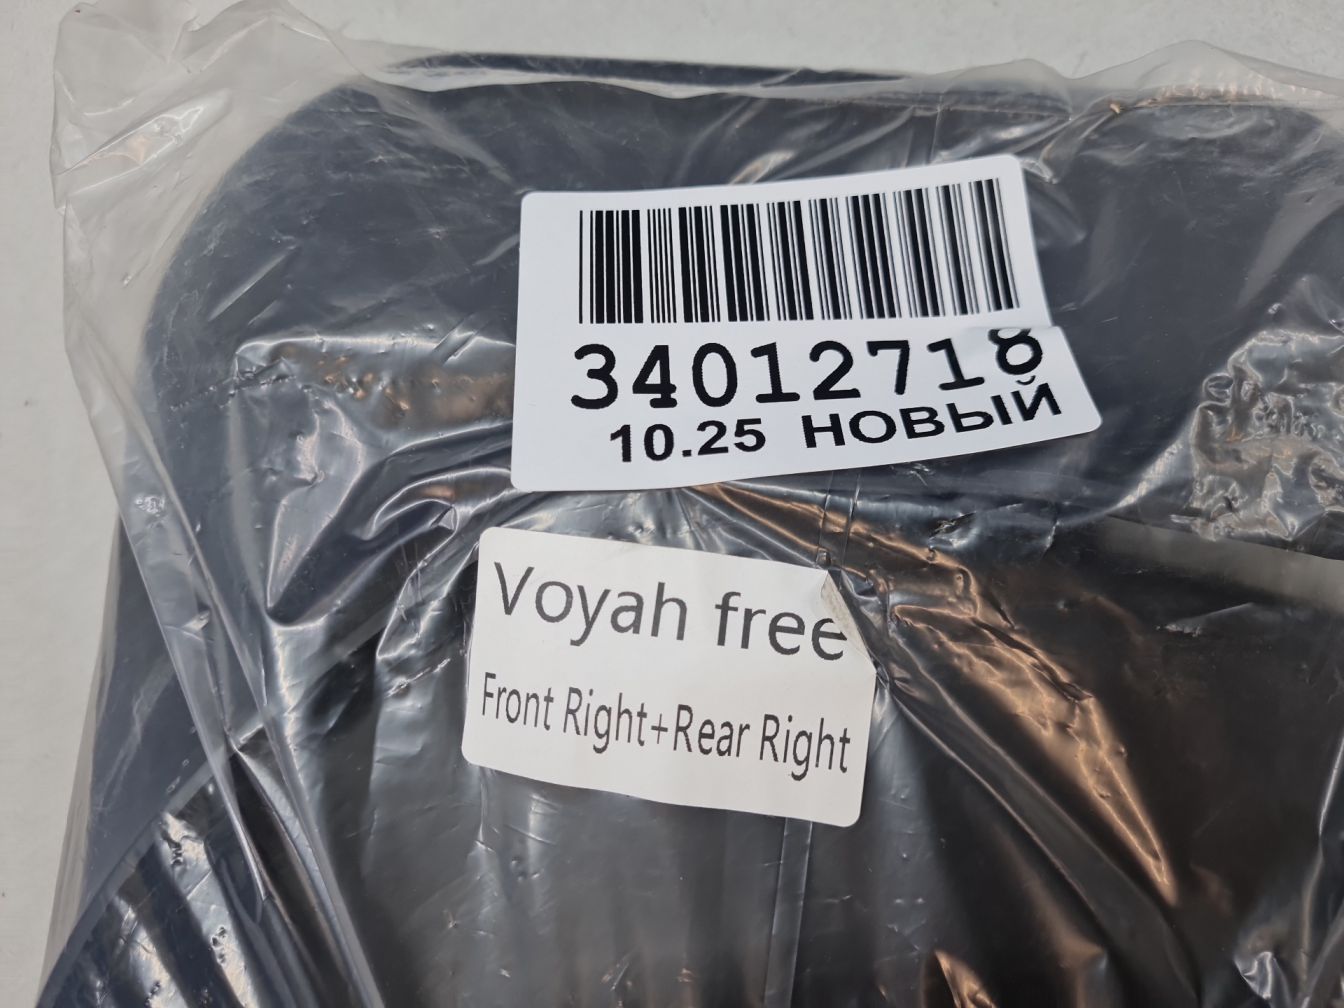 34012718
10.25 НОВЫЙ
Voyah free
Front Right+Rear Right